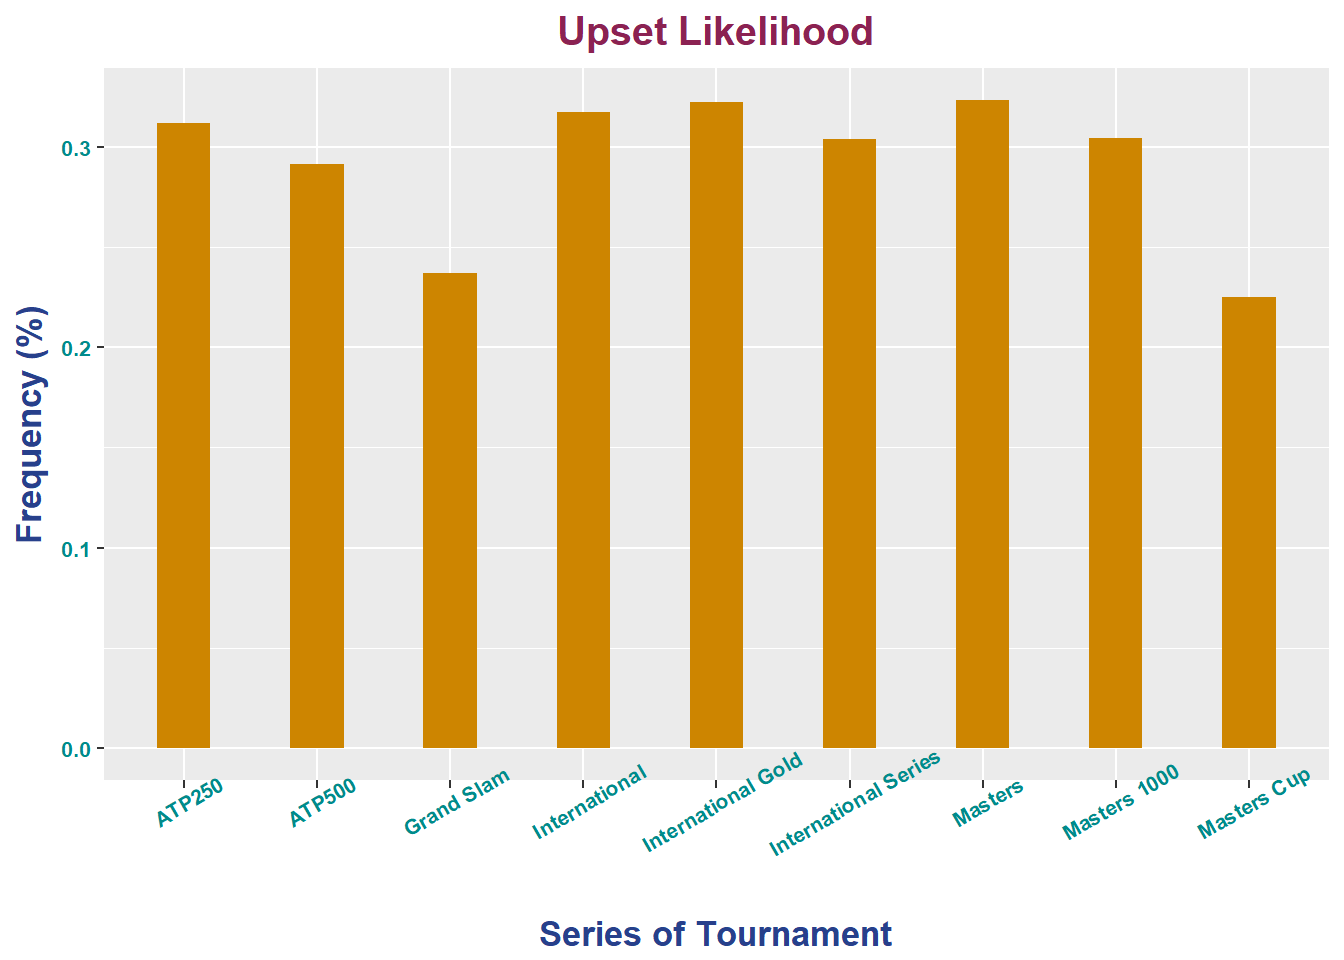 Upset Likelihood
Frequency (%)
0.3
0.2
0.1
0.0
ATP250
ATP500
Grand Slam
International
International Gold
International Series
Masters
Masters 1000
Masters Cup
Series of Tournament